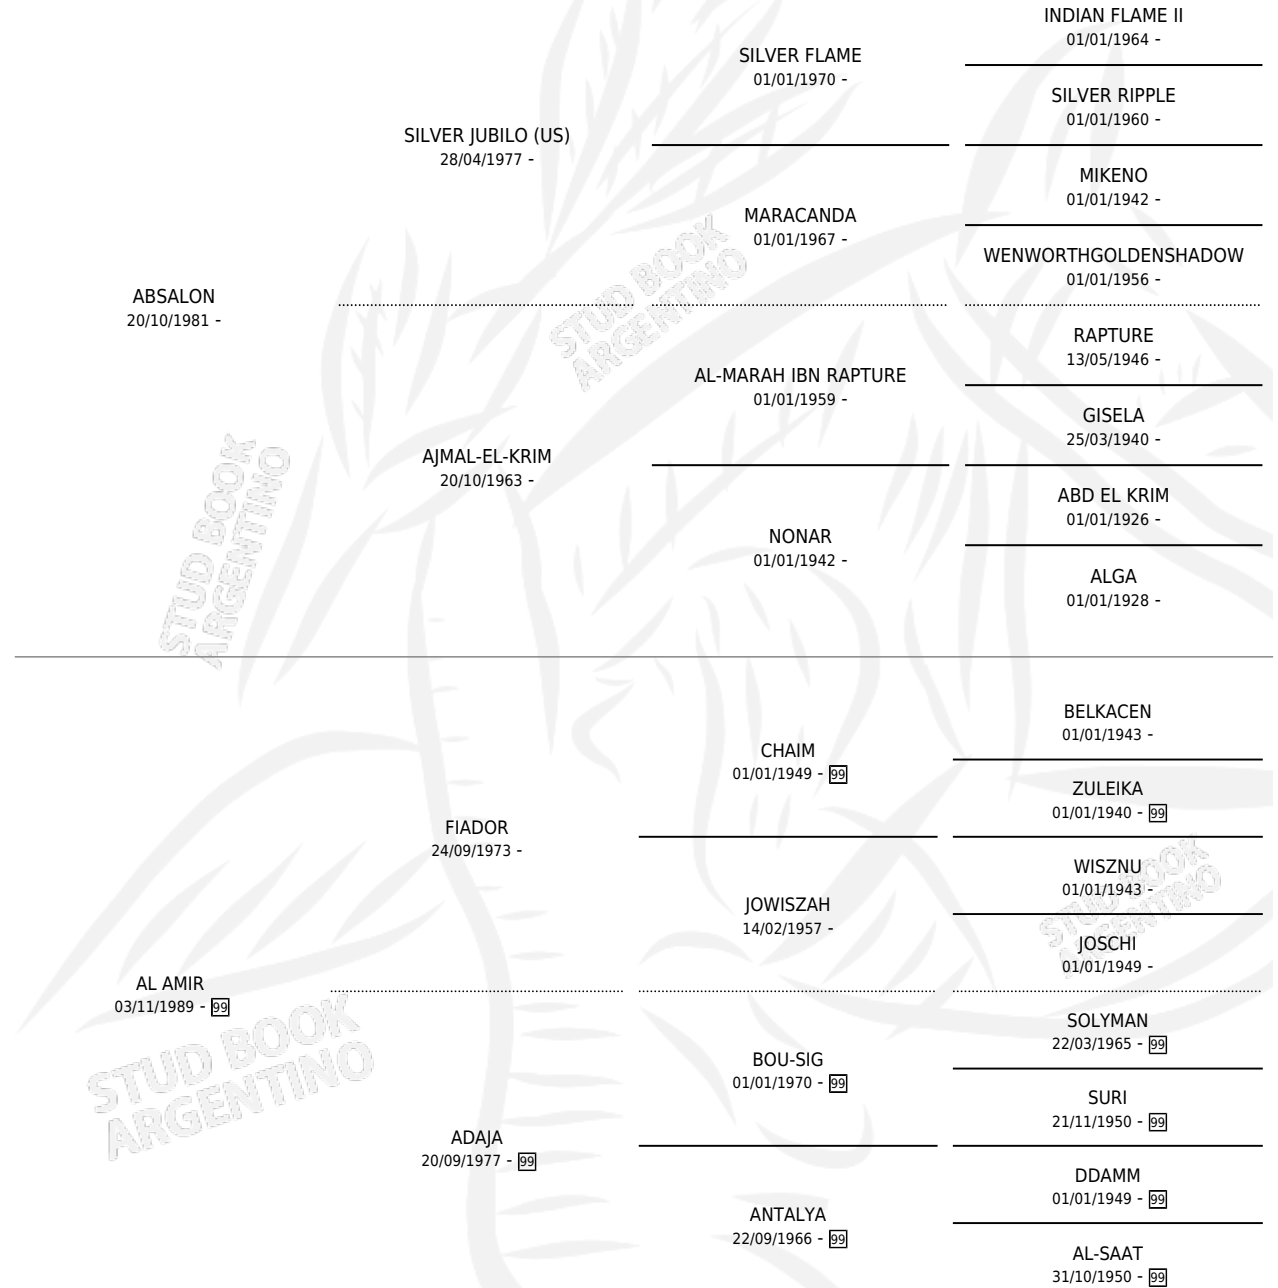 INDIAN FLAME II
01/01/1964 -
SILVER FLAME
01/01/1970 -
SILVER RIPPLE
01/01/1960 -
SILVER JUBILO (US)
28/04/1977 -
MIKENO
01/01/1942 -
MARACANDA
01/01/1967 -
WENWORTHGOLDENSHADOW
01/01/1956 -
ABSALON
20/10/1981 -
RAPTURE
13/05/1946 -
AL-MARAH IBN RAPTURE
01/01/1959 -
GISELA
25/03/1940 -
AJMAL-EL-KRIM
20/10/1963 -
ABD EL KRIM
01/01/1926 -
NONAR
01/01/1942 -
ALGA
01/01/1928 -
STUD BOOK
ARGENTINO
STUD BOOK
ARGENTINO
BELKACEN
01/01/1943 -
CHAIM
01/01/1949 - 99
ZULEIKA
01/01/1940 - 99
FIADOR
24/09/1973 -
WISZNU
01/01/1943 -
JOWISZAH
14/02/1957 -
JOSCHI
01/01/1949 -
STUD BOOK
ARGENTINO
AL AMIR
03/11/1989 - 99
SOLYMAN
22/03/1965 - 99
BOU-SIG
01/01/1970 - 99
SURI
21/11/1950 - 99
ADAJA
20/09/1977 - 99
DDAMM
01/01/1949 - 99
ANTALYA
22/09/1966 - 99
AL-SAAT
31/10/1950 - 99
STUD BOOK
ARGENTINO